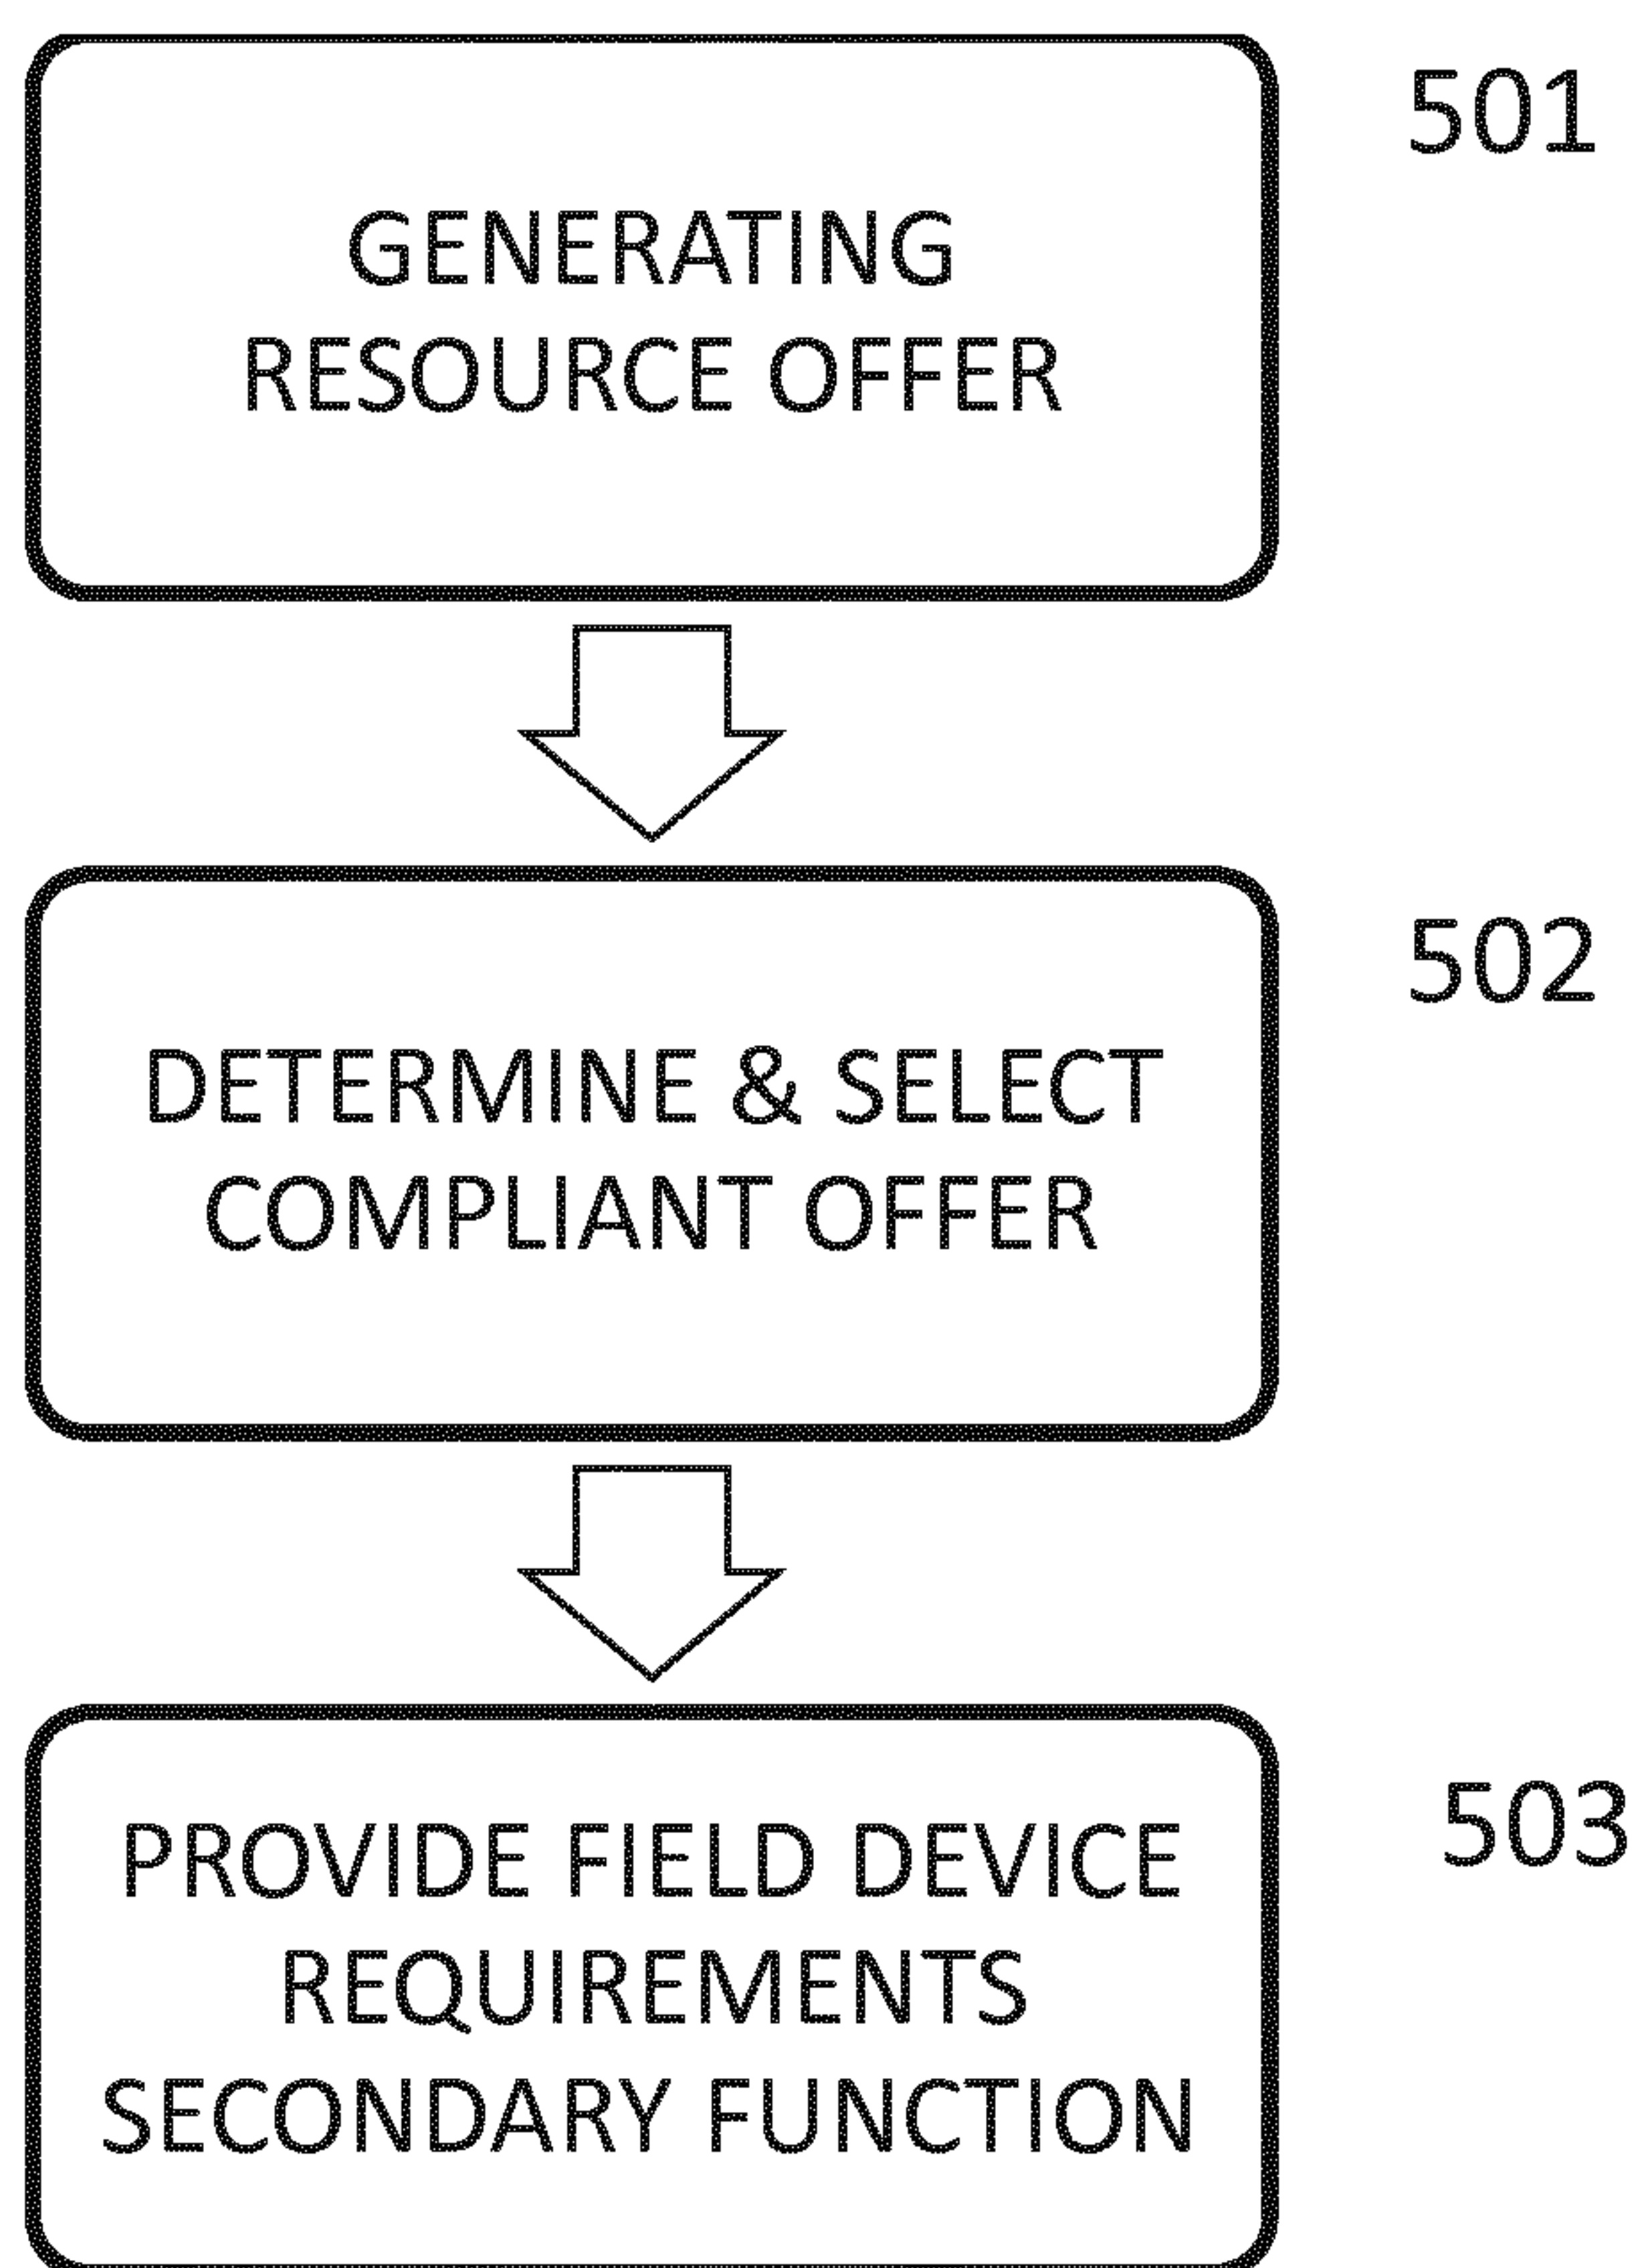 501
GENERATING
RESOURCE OFFER
502
DETERMINE & SELECT
COMPLIANT OFFER
503
PROVIDE FIELD DEVICE
REQUIREMENTS
SECONDARY FUNCTION